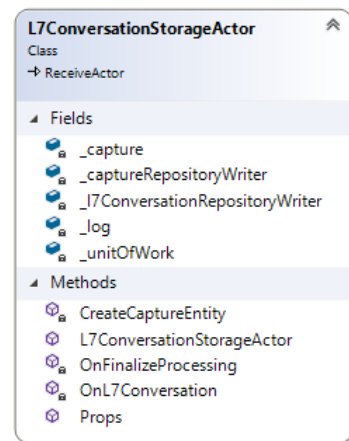 L7ConversationStorageActor
Class
ReceiveActor
Fields
_capture
_captureRepositoryWriter
_l7ConversationRepositoryWriter
_log
_unitOfWork
Methods
CreateCaptureEntity
L7ConversationStorageActor
OnFinalizeProcessing
OnL7Conversation
Props